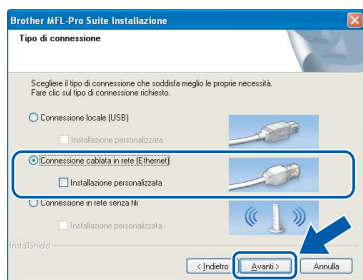 Brother MFL-Pro Suite Installazione
Tipo di connessione
Scegliere il tipo di connessione che soddisfa meglio le proprie necessità.
Fare clic sul tipo di connessione richiesto.
Connessione locale (USB)
Installazione personalizzata
Connessione cablata in rete (Ethernet)
Installazione personalizzata
Connessione in rete senza fili
Installazione personalizzata
InstallShield
< Indietro
Avanti >
Annulla